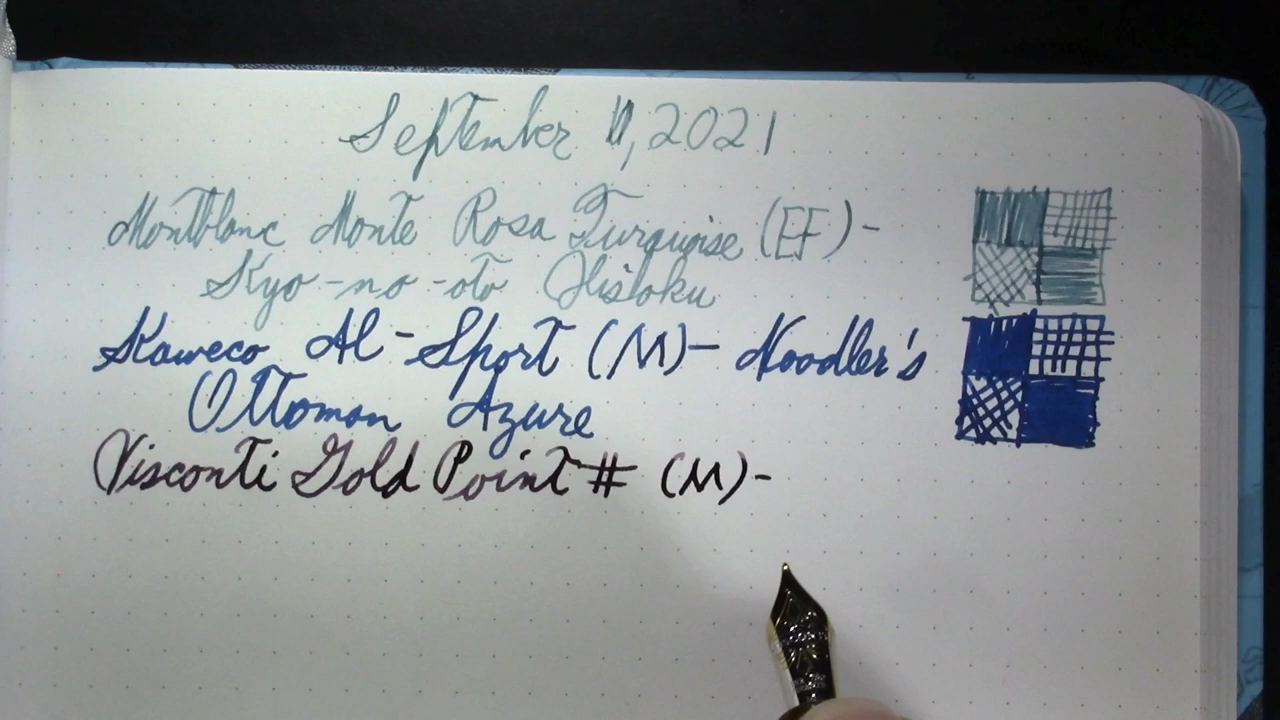 September 11, 2021
Montblanc Monte Rosa Turquoise (EF) -
Kyo-no-oto Hisoku
Kaweco Al-Sport (M) - Noodler's
Ottoman Azure
Visconti Gold Point # (M) -